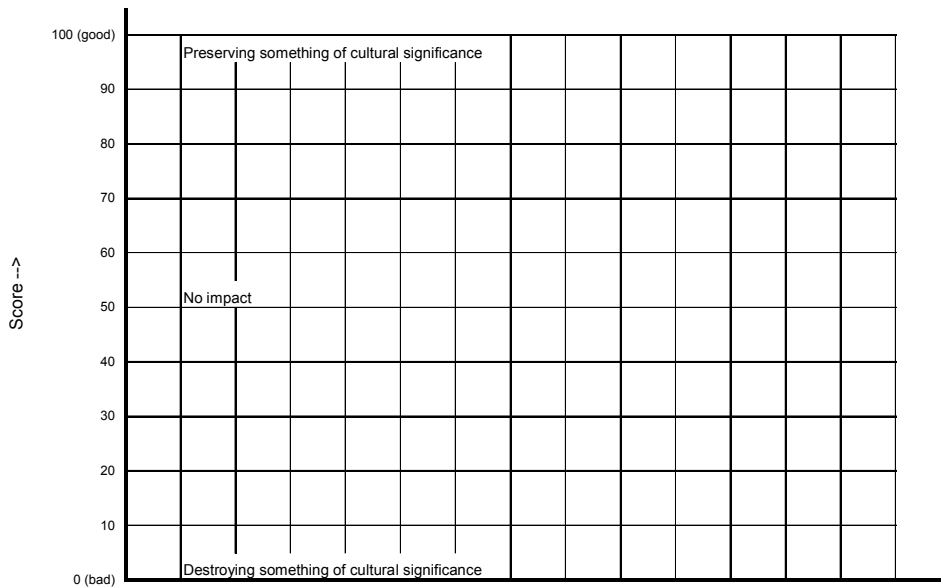 100 (good)
Preserving something of cultural significance
90
80
70
60
Score -->
No impact
50
40
30
20
10
Destroying something of cultural significance
0 (bad)